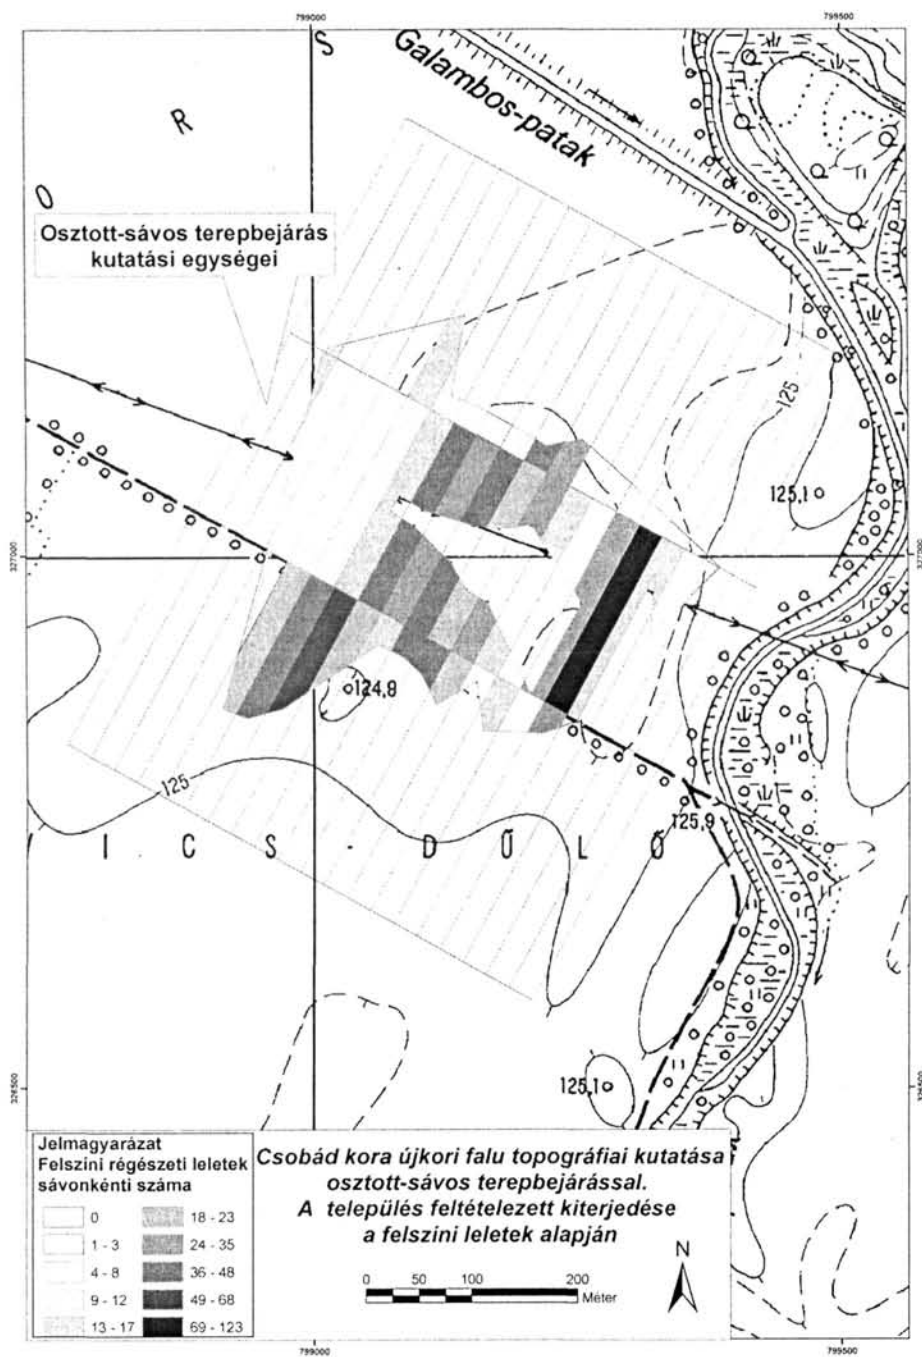 799000
799500
S
Galambos-patak
R
O
Osztott-sávos terepbejárás
kutatási egységei
125
125,1
327000
327000
124,9
125
125,9
I C S - D Ű L Ő
125,1
326500
326500
Jelmagyarázat
Felszíni régészeti leletek
sávonkénti száma
0
1 - 3
4 - 8
9 - 12
13 - 17
18 - 23
24 - 35
36 - 48
49 - 68
69 - 123
Csobád kora újkori falu topográfiai kutatása
osztott-sávos terepbejárással.
A település feltételezett kiterjedése
a felszíni leletek alapján
N
0 50 100 200
Méter
799000
799500